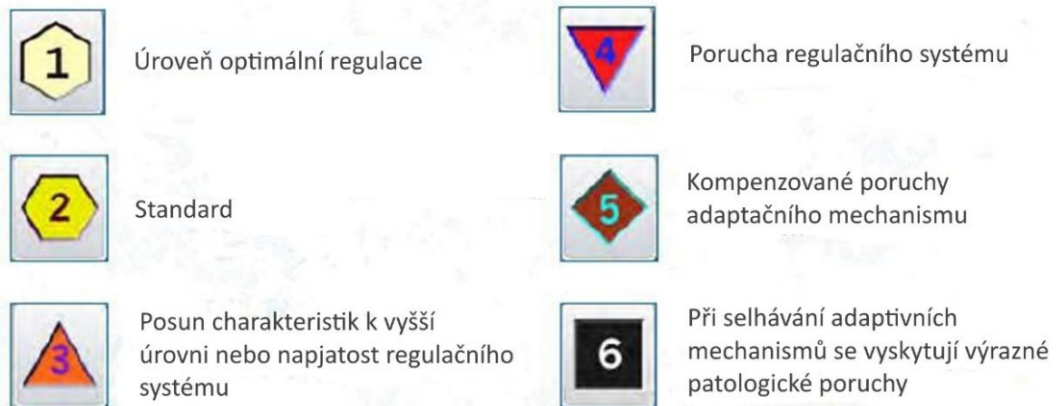 1
Úroveň optimální regulace
2
Standard
3
Posun charakteristik k vyšší
úrovni nebo napjatost regulačního
systému
4
Porucha regulačního systému
5
Kompenzované poruchy
adaptačního mechanismu
6
Při selhávání adaptivních
mechanismů se vyskytují výrazné
patologické poruchy